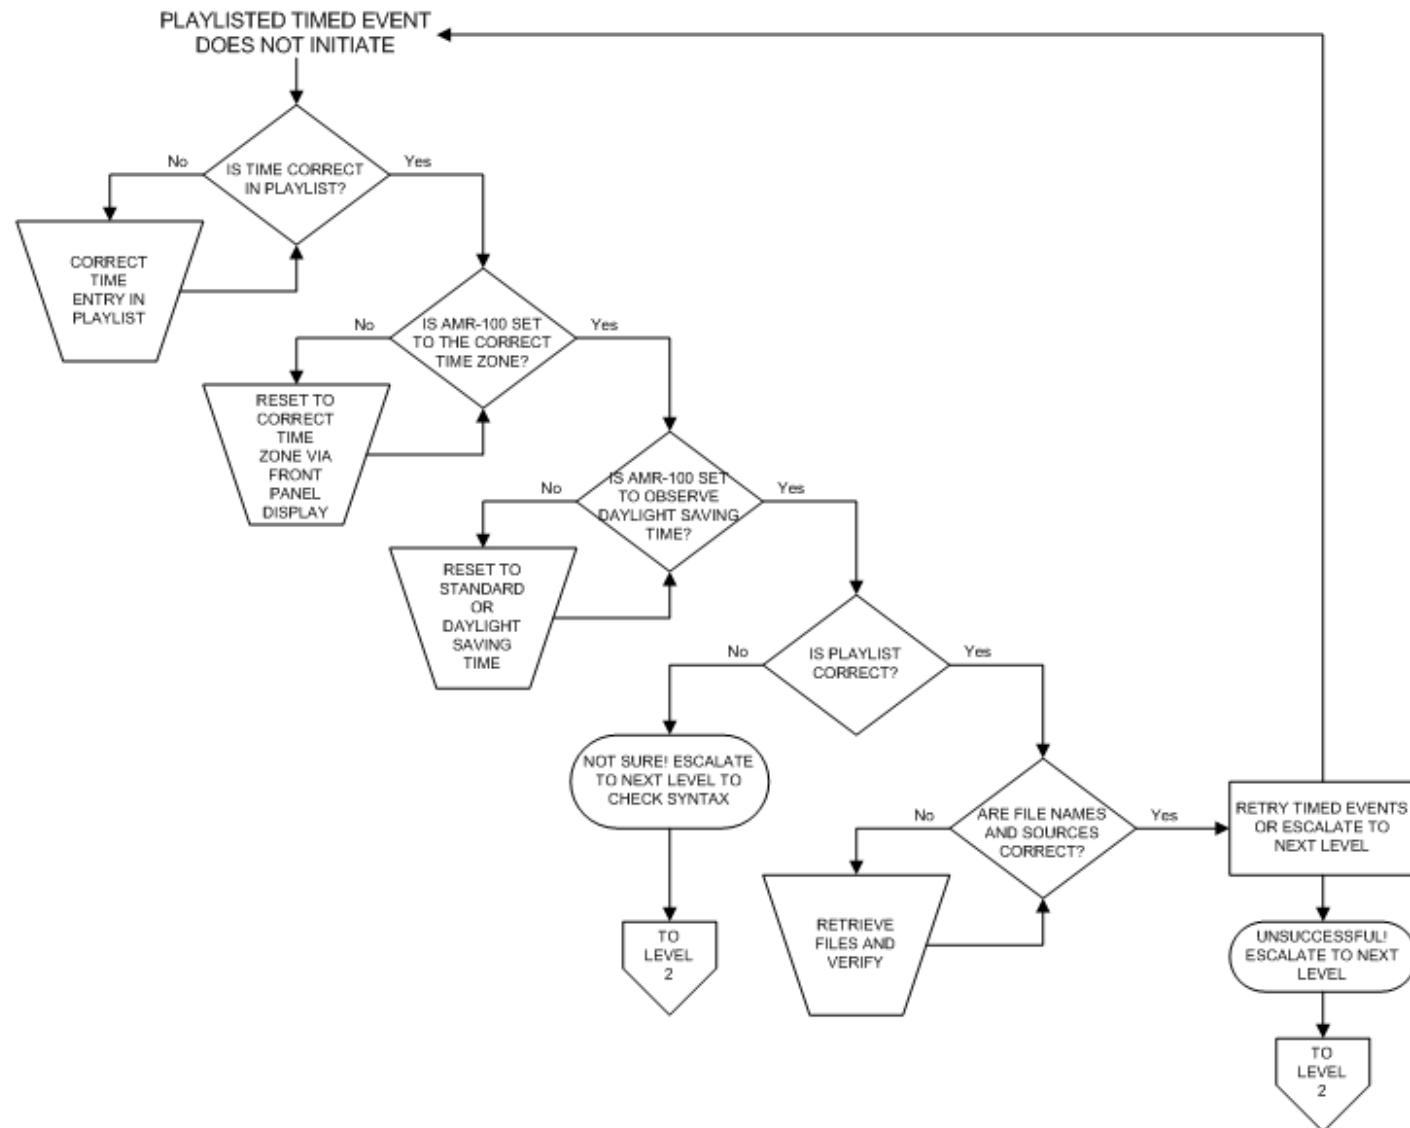 PLAYLISTED TIMED EVENT
DOES NOT INITIATE
No
IS TIME CORRECT
IN PLAYLIST?
Yes
CORRECT
TIME
ENTRY IN
PLAYLIST
No
IS AMR-100 SET
TO THE CORRECT
TIME ZONE?
Yes
RESET TO
CORRECT
TIME
ZONE VIA
FRONT
PANEL
DISPLAY
No
IS AMR-100 SET
TO OBSERVE
DAYLIGHT SAVING
TIME?
Yes
RESET TO
STANDARD
OR
DAYLIGHT
SAVING
TIME
No
IS PLAYLIST
CORRECT?
Yes
NOT SURE! ESCALATE
TO NEXT LEVEL TO
CHECK SYNTAX
TO
LEVEL
2
No
ARE FILE NAMES
AND SOURCES
CORRECT?
Yes
RETRIEVE
FILES AND
VERIFY
RETRY TIMED EVENTS
OR ESCALATE TO
NEXT LEVEL
UNSUCCESSFUL!
ESCALATE TO NEXT
LEVEL
TO
LEVEL
2